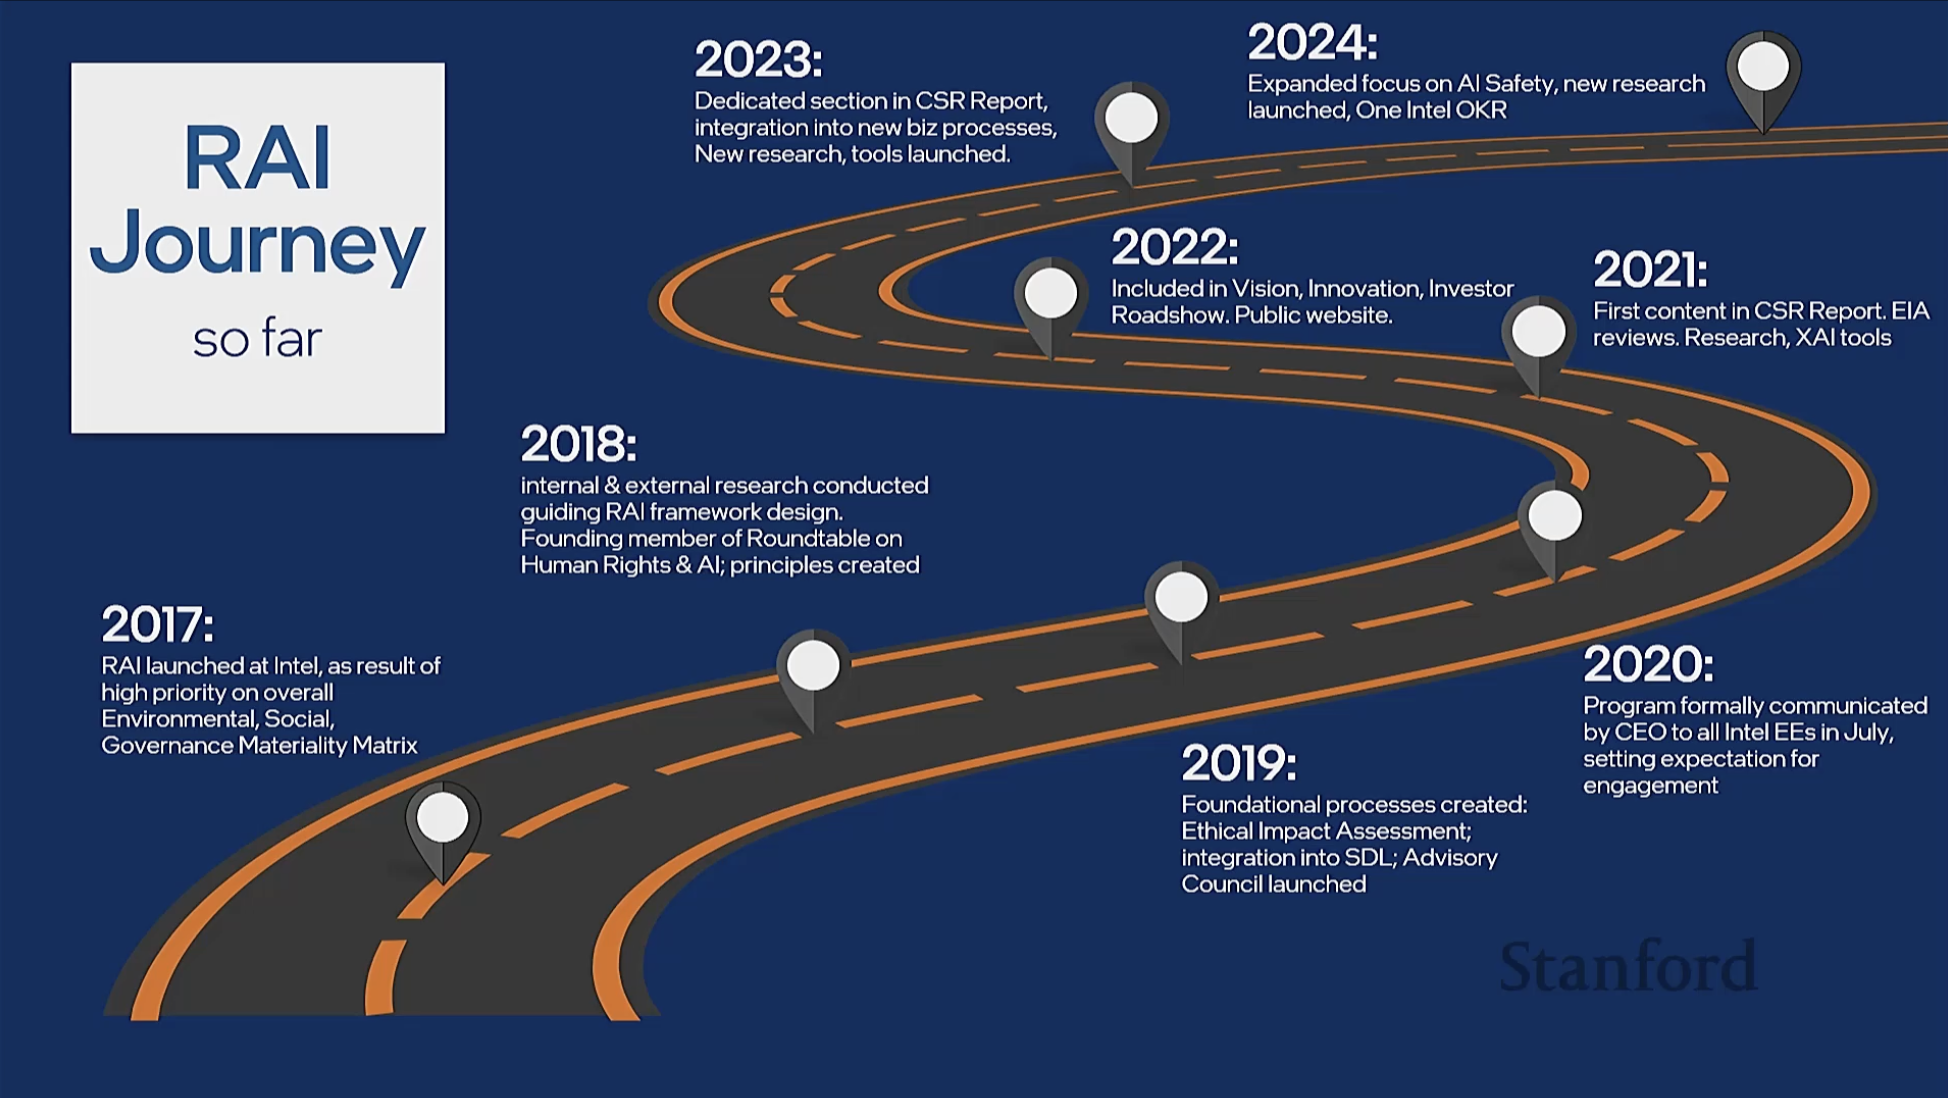 RAI
Journey
so far
2017:
RAI launched at Intel, as result of
high priority on overall
Environmental, Social,
Governance Materiality Matrix
2018:
internal & external research conducted
guiding RAI framework design.
Founding member of Roundtable on
Human Rights & AI; principles created
2019:
Foundational processes created:
Ethical Impact Assessment;
integration into SDL; Advisory
Council launched
2020:
Program formally communicated
by CEO to all Intel EEs in July,
setting expectation for
engagement
2021:
First content in CSR Report. EIA
reviews. Research, XAI tools
2022:
Included in Vision, Innovation, Investor
Roadshow. Public website.
2023:
Dedicated section in CSR Report,
integration into new biz processes,
New research, tools launched.
2024:
Expanded focus on AI Safety, new research
launched, One Intel OKR
Stanford